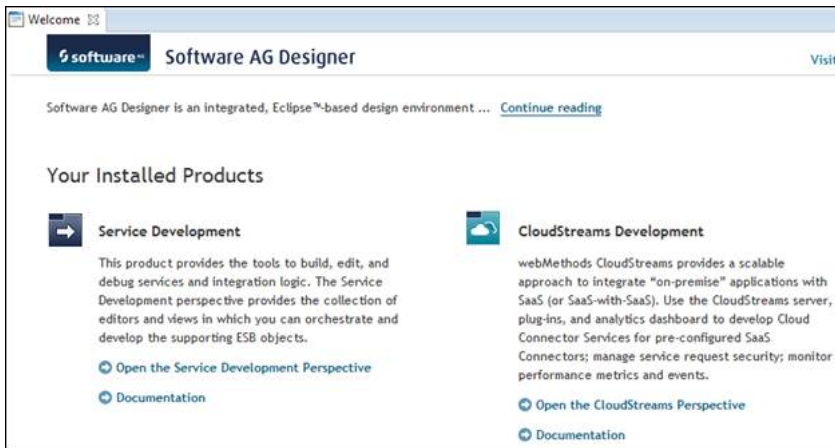 Welcome
software AG
Software AG Designer
Visit
Software AG Designer is an integrated, Eclipse™-based design environment ... Continue reading
Your Installed Products
Service Development
This product provides the tools to build, edit, and
debug services and integration logic. The Service
Development perspective provides the collection of
editors and views in which you can orchestrate and
develop the supporting ESB objects.
Open the Service Development Perspective
Documentation
CloudStreams Development
webMethods CloudStreams provides a scalable
approach to integrate “on-premise” applications with
SaaS (or SaaS-with-SaaS). Use the CloudStreams server,
plug-ins, and analytics dashboard to develop Cloud
Connector Services for pre-configured SaaS
Connectors; manage service request security; monitor
performance metrics and events.
Open the CloudStreams Perspective
Documentation